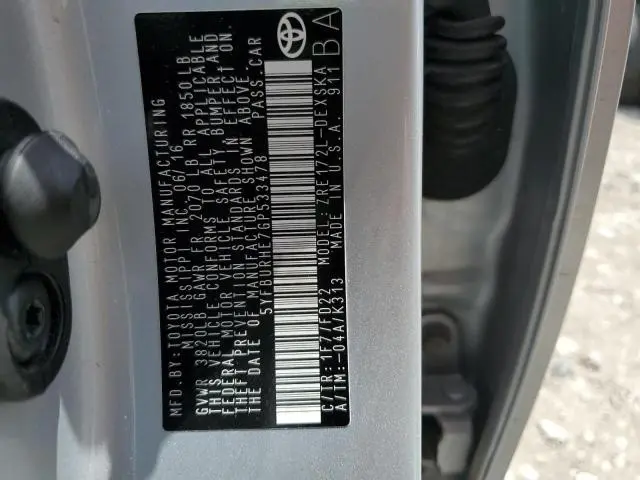 MFD. BY: TOYOTA MOTOR MANUFACTURING
MISSISSIPPI INC. 06/16
GVWR 3820LB GAWR FR 2070 LB RR 1850LB
THIS VEHICLE CONFORMS TO ALL APPLICABLE
FEDERAL MOTOR VEHICLE SAFETY, BUMPER AND
THEFT PREVENTION STANDARDS IN EFFECT ON
THE DATE OF MANUFACTURE SHOWN ABOVE.
5YFBURHE7GP533478 PASS.CAR
C/TR: 1F7/FD22 MODEL: ZRE172L-DEXSKA
A/TM: -04A/K313 MADE IN U.S.A. 911
BA